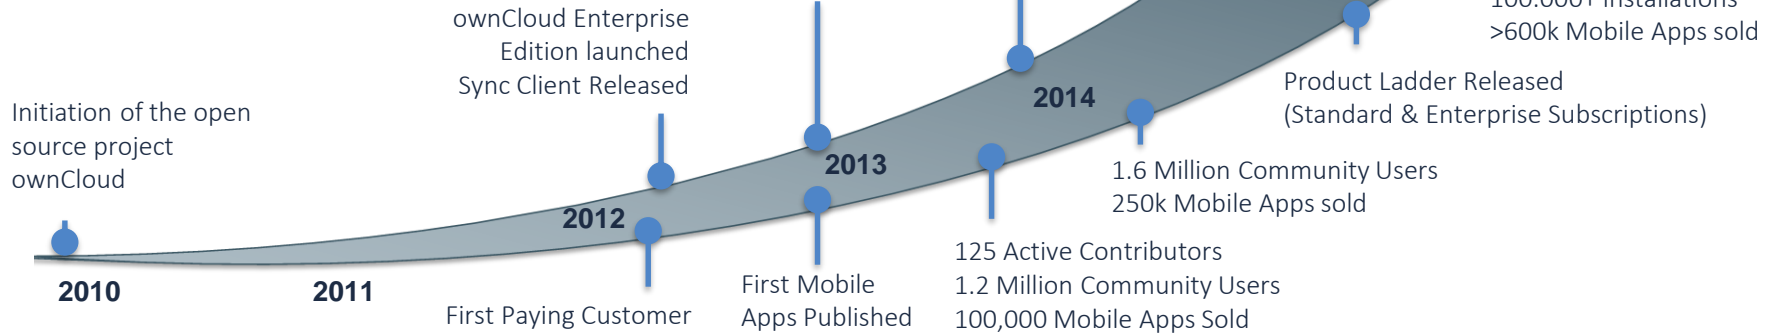 ownCloud Enterprise
Edition launched
Sync Client Released
Initiation of the open
source project
ownCloud
2010
2011
2012
First Paying Customer
2013
First Mobile
Apps Published
2014
125 Active Contributors
1.2 Million Community Users
100,000 Mobile Apps Sold
1.6 Million Community Users
250k Mobile Apps sold
Product Ladder Released
(Standard & Enterprise Subscriptions)
100.000+ Installations
>600k Mobile Apps sold